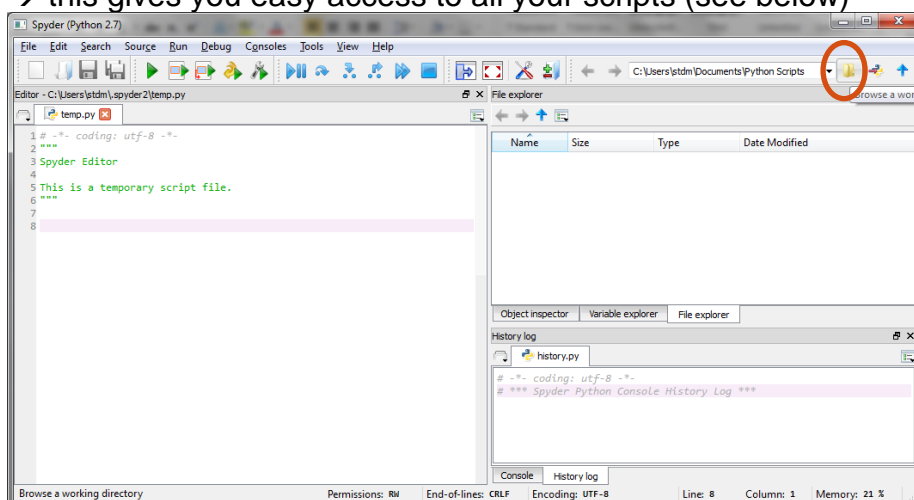 → this gives you easy access to all your scripts (see below)
Spyder (Python 2.7)
File Edit Search Source Run Debug Consoles Tools View Help
C:\Users\stdm\Documents\Python Scripts
Editor - C:\Users\stdm\.spyder2\temp.py
File explorer
Browse a wor
temp.py
Name Size Type Date Modified
1 # -*- coding: utf-8 -*-
2 """
3 Spyder Editor
4
5 This is a temporary script file.
6 """
7
8
Object inspector Variable explorer File explorer
History log
history.py
# -*- coding: utf-8 -*-
# *** Spyder Python Console History Log ***
Console History log
Browse a working directory Permissions: RW End-of-lines: CRLF Encoding: UTF-8 Line: 8 Column: 1 Memory: 21 %